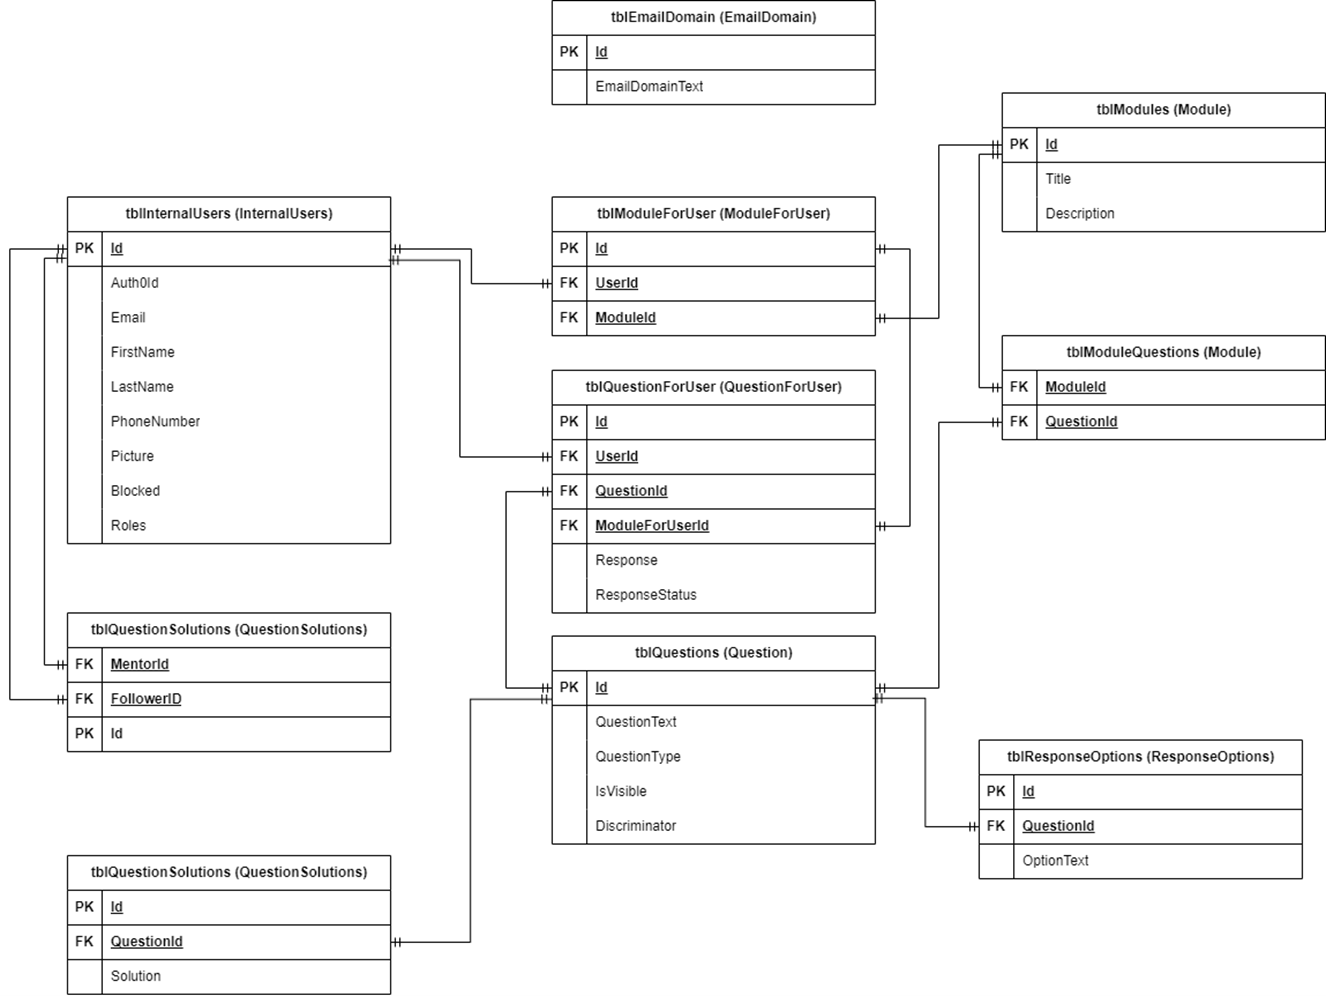 tblEmailDomain (EmailDomain)
PK Id
EmailDomainText
tblModules (Module)
PK Id
Title
Description
tblInternalUsers (InternalUsers)
PK Id
Auth0Id
Email
FirstName
LastName
PhoneNumber
Picture
Blocked
Roles
tblModuleForUser (ModuleForUser)
PK Id
FK UserId
FK ModuleId
tblModuleQuestions (Module)
FK ModuleId
FK QuestionId
tblQuestionForUser (QuestionForUser)
PK Id
FK UserId
FK QuestionId
FK ModuleForUserId
Response
ResponseStatus
tblQuestionSolutions (QuestionSolutions)
FK MentorId
FK FollowerID
PK Id
tblQuestions (Question)
PK Id
QuestionText
QuestionType
IsVisible
Discriminator
tblResponseOptions (ResponseOptions)
PK Id
FK QuestionId
OptionText
tblQuestionSolutions (QuestionSolutions)
PK Id
FK QuestionId
Solution